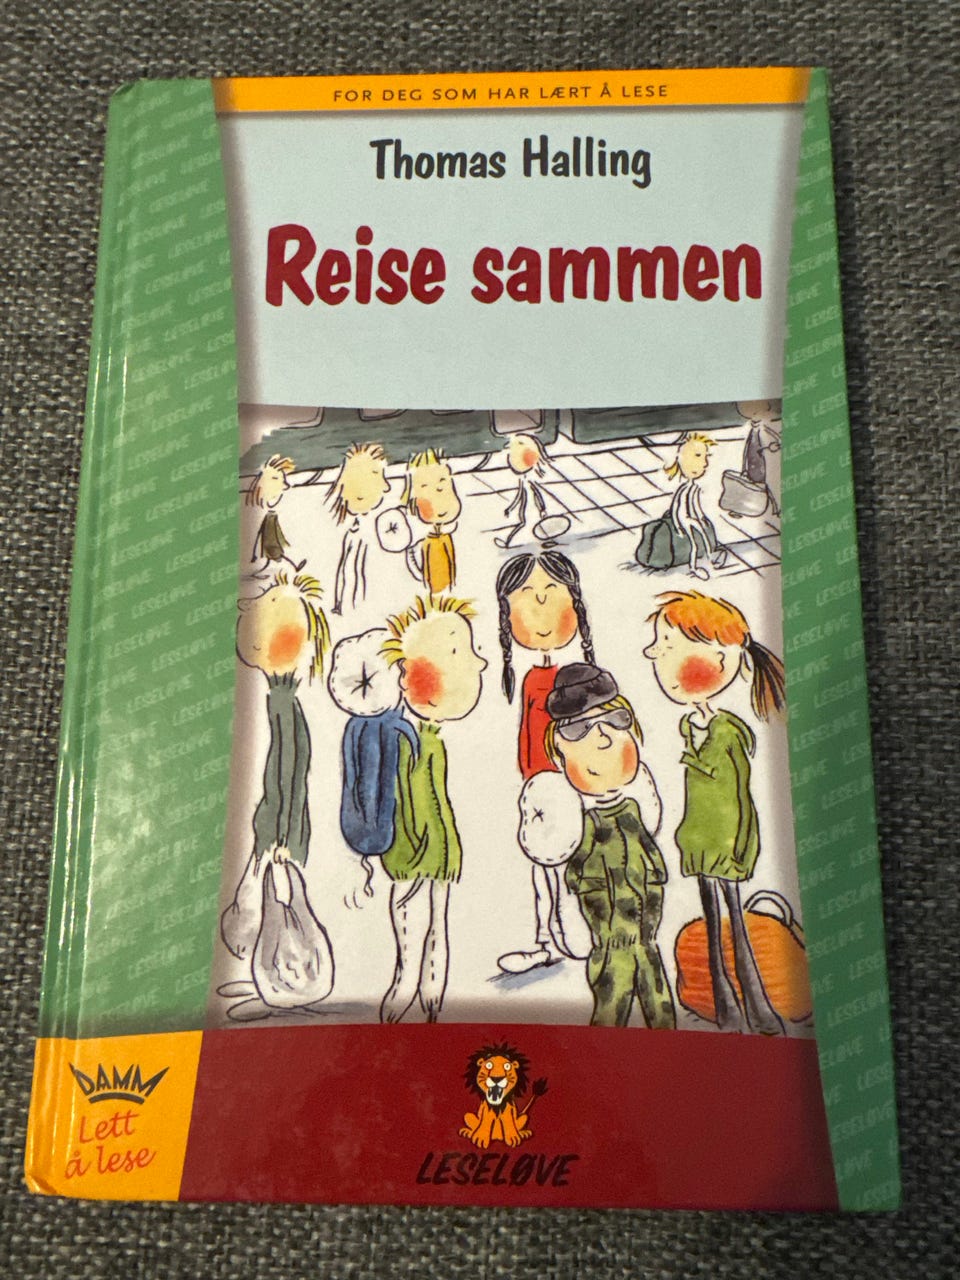 FOR DEG SOM HAR LÆRT Å LESE
Thomas Halling
Reise sammen
DAMM
Lett
å lese
LESELØVE